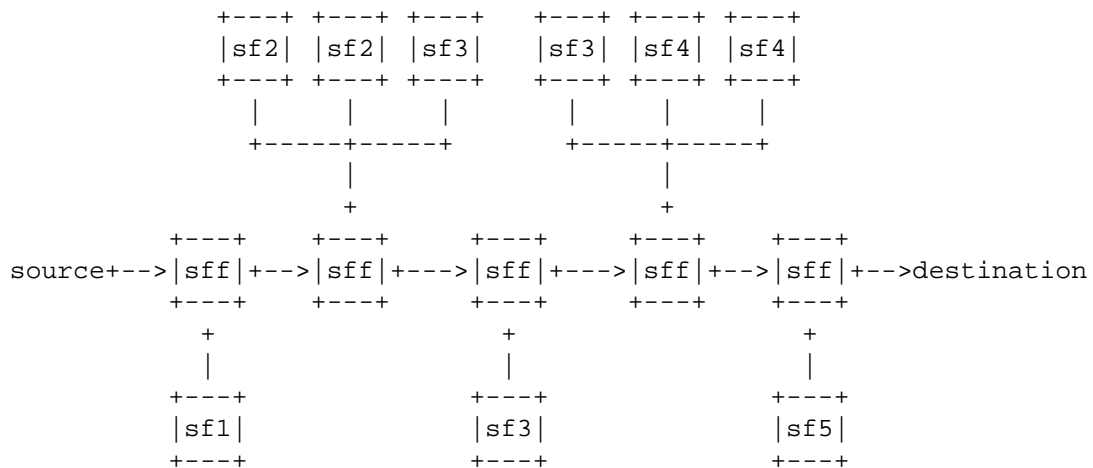 +---+ +---+ +---+   +---+ +---+ +---+
|sf2| |sf2| |sf3|   |sf3| |sf4| |sf4|
+---+ +---+ +---+   +---+ +---+ +---+
|     |     |       |     |     |
+-----+-----+       +-----+-----+
|                   |
+                   +
+---+    +---+     +---+     +---+    +---+
source+-->|sff|+-->|sff|+--->|sff|+--->|sff|+-->|sff|+-->destination
+---+    +---+     +---+     +---+    +---+
+                  +                  +
|                  |                  |
+---+              +---+              +---+
|sf1|              |sf3|              |sf5|
+---+              +---+              +---+